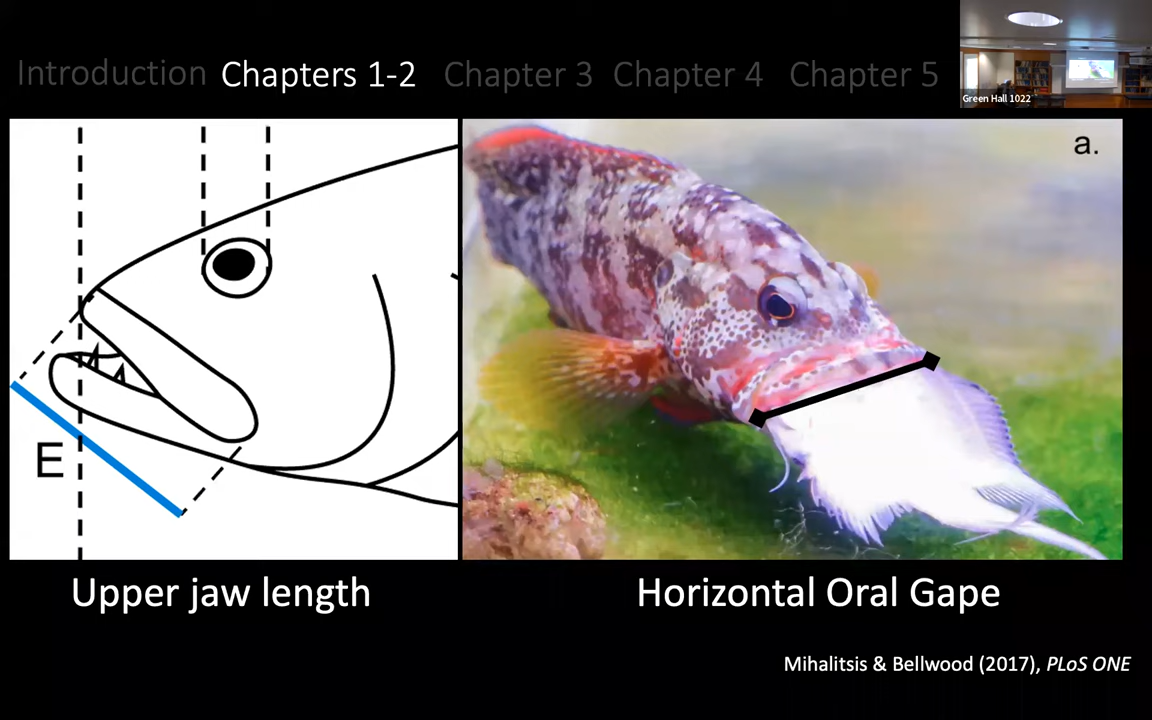 Introduction Chapters 1-2 Chapter 3 Chapter 4 Chapter 5
Green Hall 1022
a.
E
Upper jaw length
Horizontal Oral Gape
Mihalitsis & Bellwood (2017), PLoS ONE